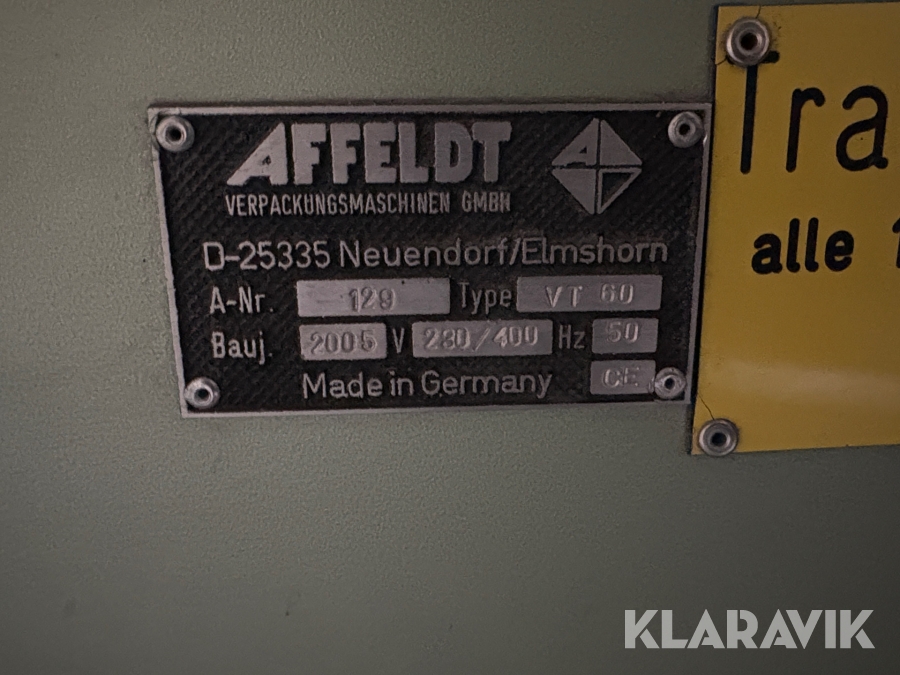 AFFELDT
VERPACKUNGSMASCHINEN GMBH
D-25335 Neuendorf/Elmshorn
A-Nr. 129 Type VT 60
Bauj. 2005 V 230/400 Hz 50
Made in Germany CE
Tra
alle 1
KLARAVIK